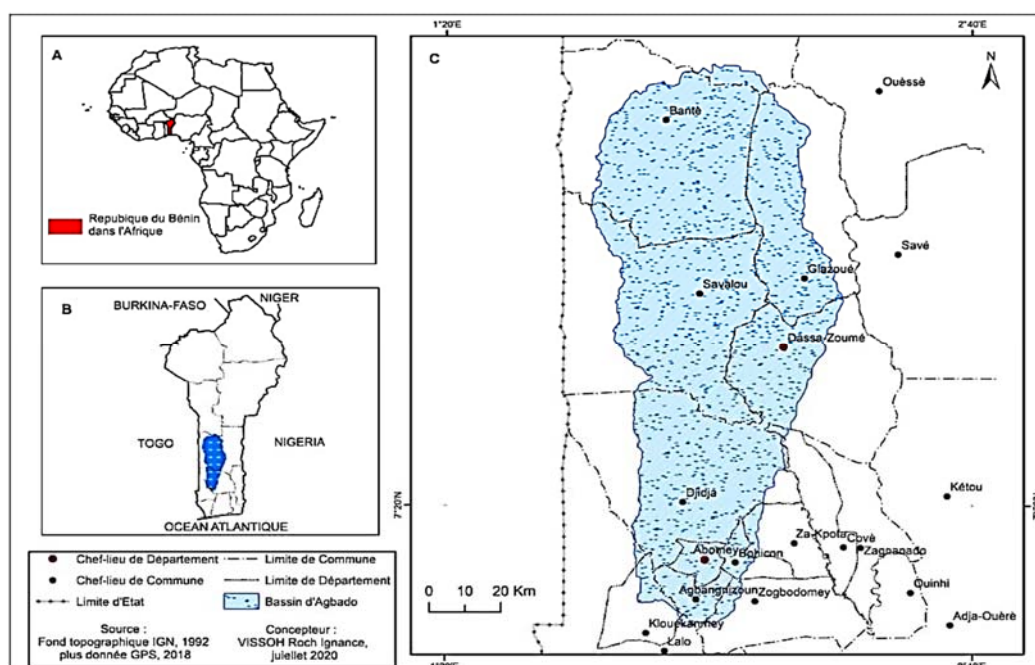 A
Repubique du Bénin
dans l'Afrique
B
BURKINA-FASO
NIGER
TOGO
NIGERIA
OCEAN ATLANTIQUE
Chef-lieu de Département
Limite de Commune
Chef-lieu de Commune
Limite de Département
Limite d'Etat
Bassin d'Agbado
Source :
Fond topographique IGN, 1992
plus donnée GPS, 2018
Concepteur :
VISSOH Roch Ignance,
juiellet 2020
1°20'E
2°40'E
C
N
Ouèssè
Bantè
Savé
Glazoué
Savalou
Dassa-Zoumé
Kétou
7°20'N
Djidja
Za-Kpota
Covè
Zagnanado
Abomey
Bohicon
Ouinhi
Agbangnizoun
Zogbodomey
Adja-Ouèrè
0 10 20 Km
Klouekanmey
Lalo